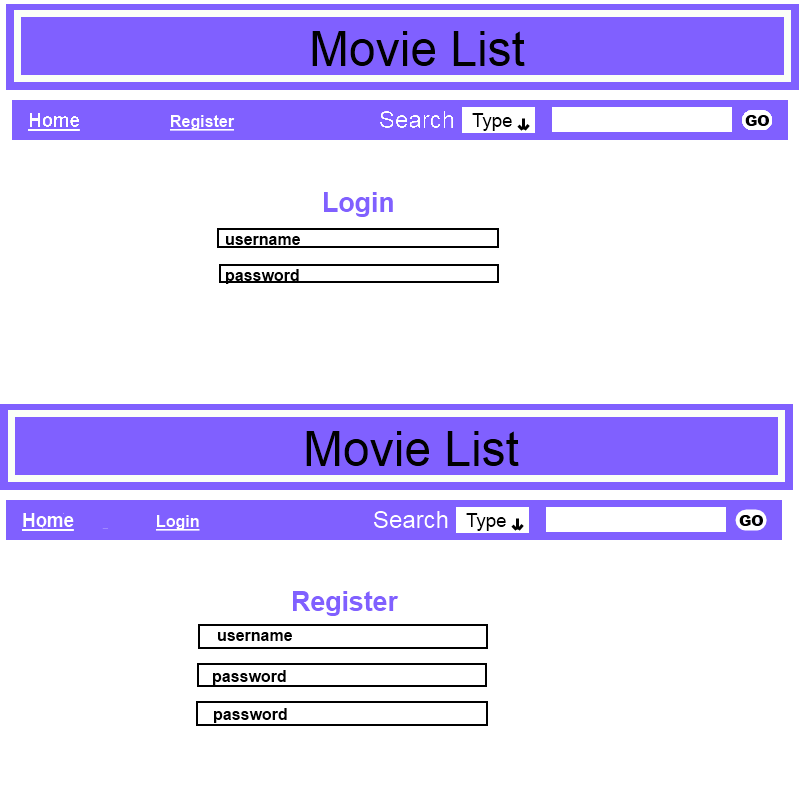 Movie List
Home Register Search Type GO
Login
username
password
Movie List
Home Login Search Type GO
Register
username
password
password